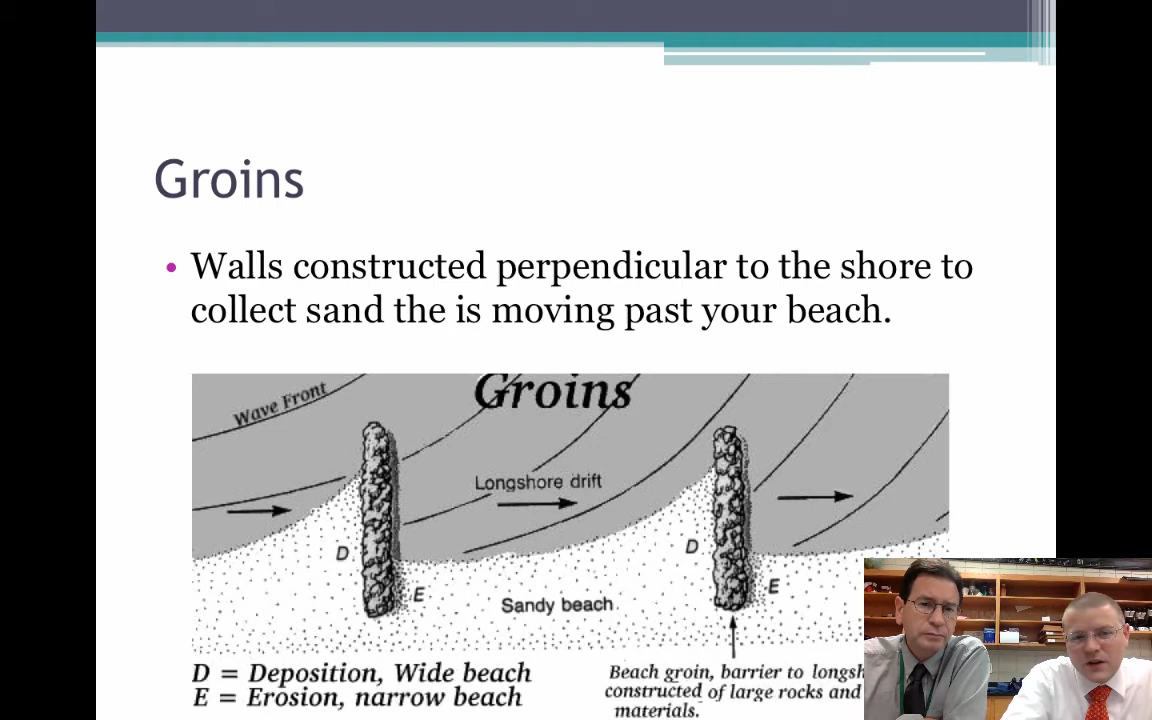 Groins
• Walls constructed perpendicular to the shore to
collect sand the is moving past your beach.
Groins
Wave Front
Longshore drift
D
D
E
E
Sandy beach
D = Deposition, Wide beach
E = Erosion, narrow beach
Beach groin, barrier to
constructed of large rocks and
materials.